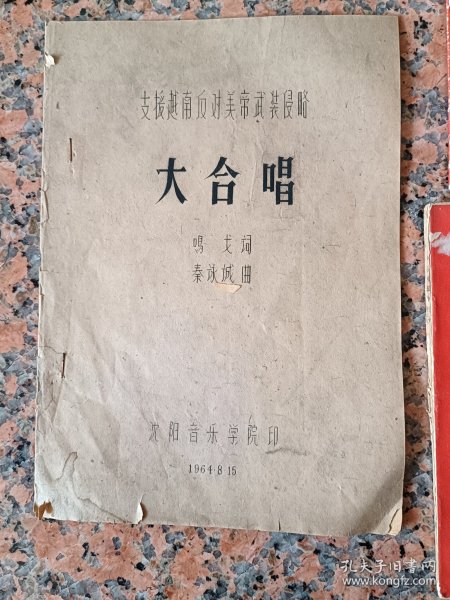 支援越南反对美帝武装侵略
大合唱
鸣戈词
秦咏诚曲
沈阳音乐学院印
1964·8 15
孔夫子旧书网
www.kongfz.com